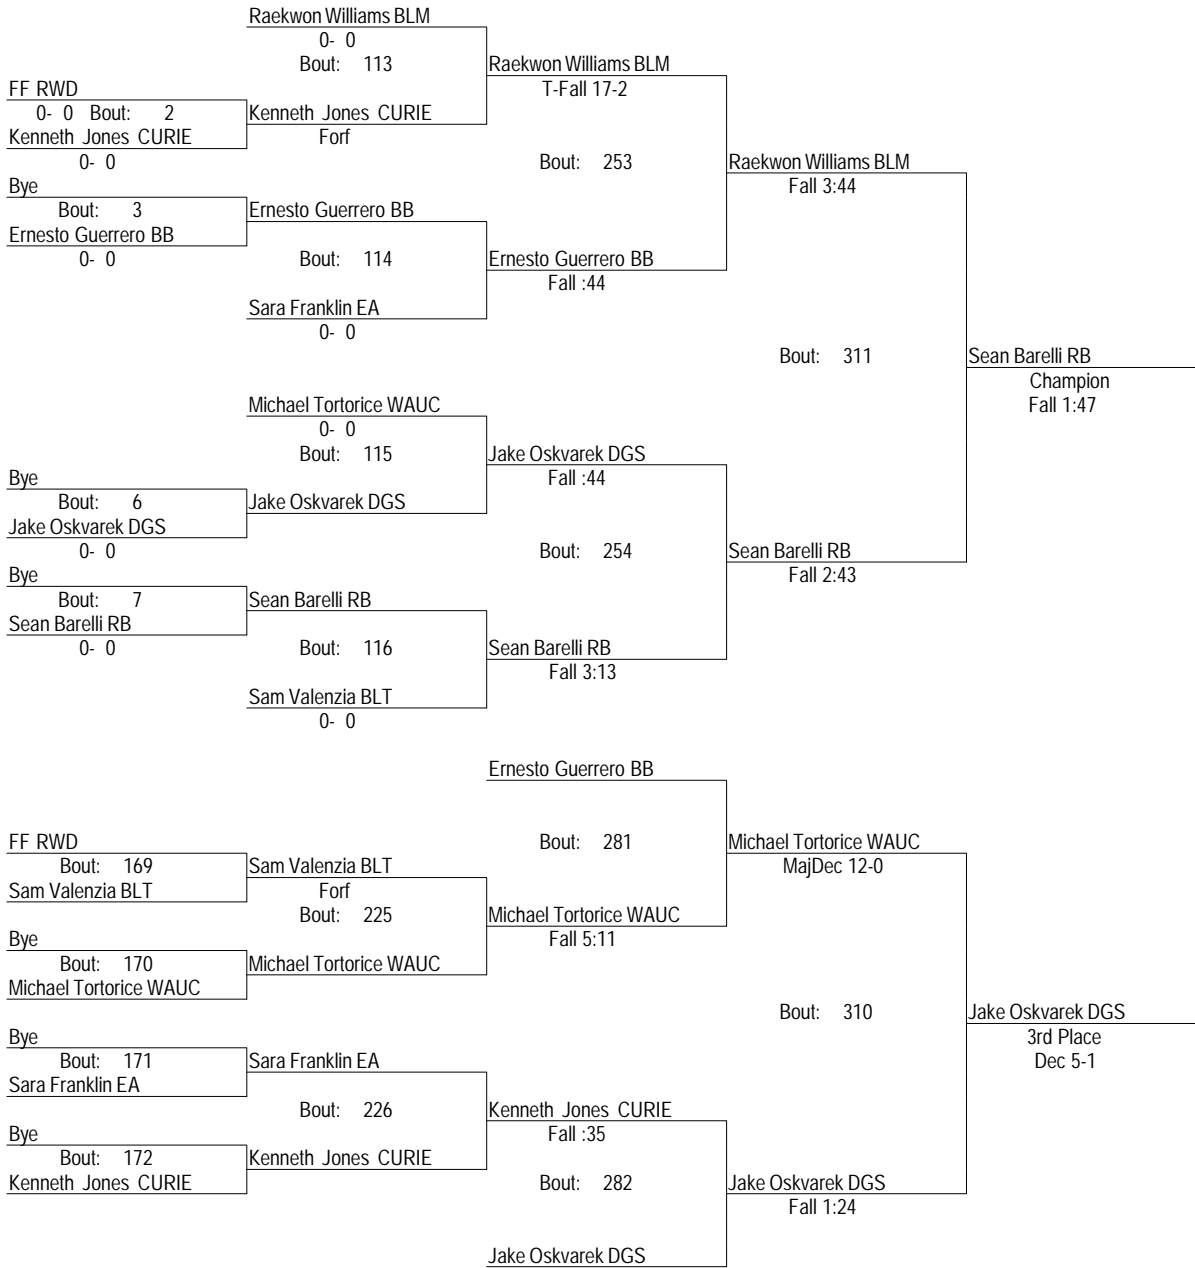 Raekwon Williams BLM
0- 0
Bout: 113
Raekwon Williams BLM
FF RWD
T-Fall 17-2
0- 0 Bout: 2
Kenneth Jones CURIE
Kenneth Jones CURIE
Forf
0- 0
Bout: 253
Raekwon Williams BLM
Bye
Fall 3:44
Bout: 3
Ernesto Guerrero BB
Ernesto Guerrero BB
0- 0
Bout: 114
Ernesto Guerrero BB
Fall :44
Sara Franklin EA
0- 0
Bout: 311
Sean Barelli RB
Champion
Fall 1:47
Michael Tortorice WAUC
0- 0
Bout: 115
Jake Oskvarek DGS
Bye
Fall :44
Bout: 6
Jake Oskvarek DGS
Jake Oskvarek DGS
0- 0
Bout: 254
Sean Barelli RB
Bye
Fall 2:43
Bout: 7
Sean Barelli RB
Sean Barelli RB
0- 0
Bout: 116
Sean Barelli RB
Fall 3:13
Sam Valenzia BLT
0- 0
Ernesto Guerrero BB
FF RWD
Bout: 281
Michael Tortorice WAUC
Bout: 169
Sam Valenzia BLT
MajDec 12-0
Sam Valenzia BLT
Forf
Bout: 225
Michael Tortorice WAUC
Bye
Fall 5:11
Bout: 170
Michael Tortorice WAUC
Michael Tortorice WAUC
Bout: 310
Jake Oskvarek DGS
Bye
3rd Place
Bout: 171
Sara Franklin EA
Dec 5-1
Sara Franklin EA
Bout: 226
Kenneth Jones CURIE
Bye
Fall :35
Bout: 172
Kenneth Jones CURIE
Kenneth Jones CURIE
Bout: 282
Jake Oskvarek DGS
Fall 1:24
Jake Oskvarek DGS